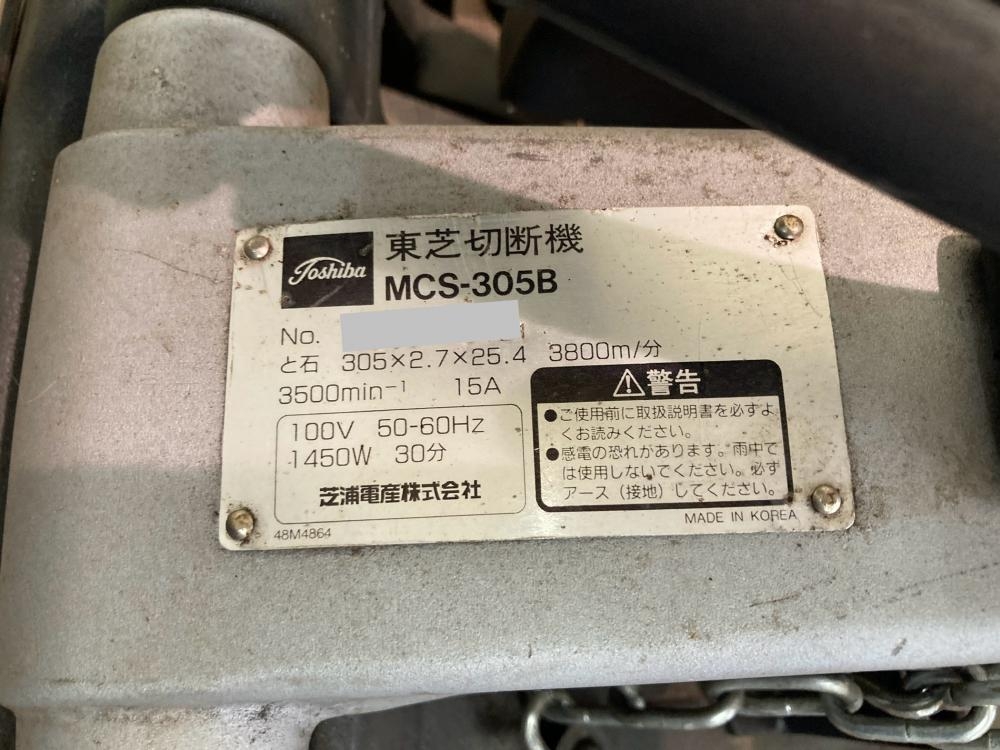 Toshiba
東芝切断機
MCS-305B
No.
と石 305×2.7×25.4 3800m/分
3500min⁻¹ 15A
100V 50-60Hz
1450W 30分
芝浦電産株式会社
48M4864
⚠警告
●ご使用前に取扱説明書を必ずよ
くお読みください。
●感電の恐れがあります。雨中で
は使用しないでください。必ず
アース（接地）してください。
MADE IN KOREA